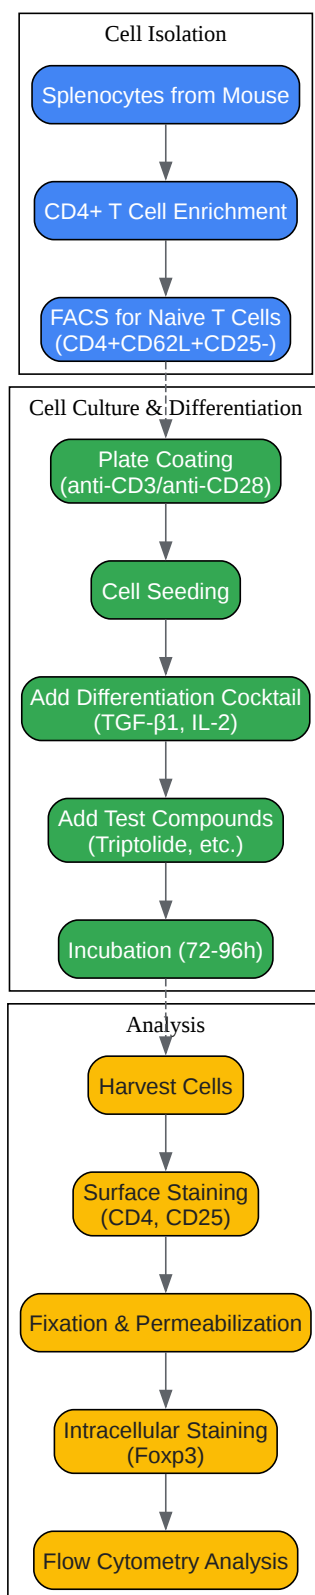 Cell Isolation
Splenocytes from Mouse
CD4+ T Cell Enrichment
FACS for Naive T Cells
(CD4+CD62L+CD25-)
Cell Culture & Differentiation
Plate Coating
(anti-CD3/anti-CD28)
Cell Seeding
Add Differentiation Cocktail
(TGF-β1, IL-2)
Add Test Compounds
(Triptolide, etc.)
Incubation (72-96h)
Analysis
Harvest Cells
Surface Staining
(CD4, CD25)
Fixation & Permeabilization
Intracellular Staining
(Foxp3)
Flow Cytometry Analysis